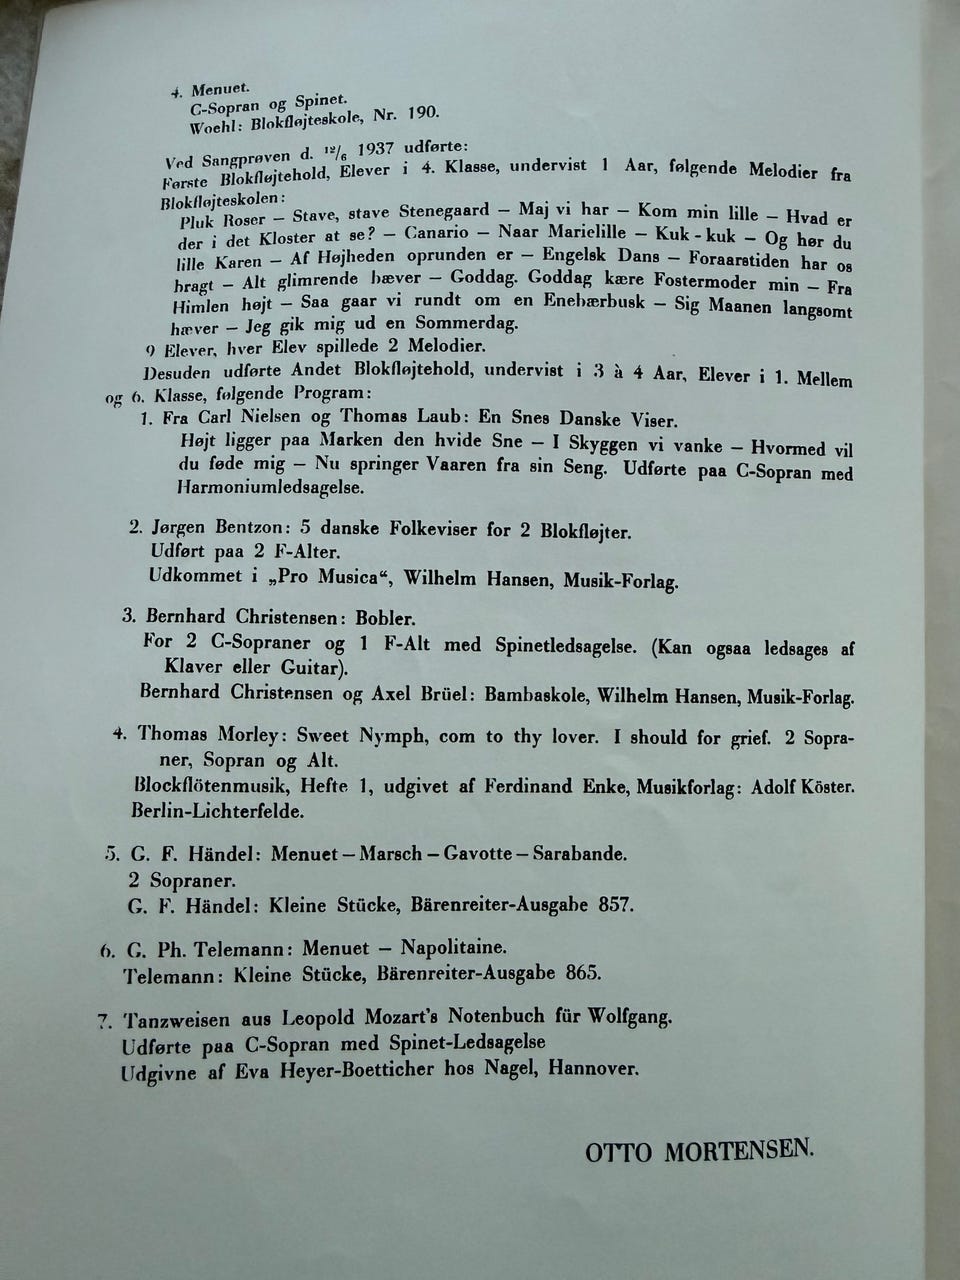 4. Menuet.
C-Sopran og Spinet.
Woehl: Blokfløjteskole, Nr. 190.
Ved Sangprøven d. 12/6 1937 udførte:
Første Blokfløjtehold, Elever i 4. Klasse, undervist 1 Aar, følgende Melodier fra
Blokfløjteskolen:
Pluk Roser — Stave, stave Stenegaard — Maj vi har — Kom min lille — Hvad er
der i det Kloster at se? — Canario — Naar Marielille — Kuk - kuk — Og hør du
lille Karen — Af Højheden oprunden er — Engelsk Dans — Foraarstiden har os
bragt — Alt glimrende hæver — Goddag. Goddag kære Fostermoder min — Fra
Himlen højt — Saa gaar vi rundt om en Enebærbusk — Sig Maanen langsomt
hæver — Jeg gik mig ud en Sommerdag.
9 Elever, hver Elev spillede 2 Melodier.
Desuden udførte Andet Blokfløjtehold, undervist i 3 à 4 Aar, Elever i 1. Mellem
og 6. Klasse, følgende Program:
1. Fra Carl Nielsen og Thomas Laub: En Snes Danske Viser.
Højt ligger paa Marken den hvide Sne — I Skyggen vi vanke — Hvormed vil
du føde mig — Nu springer Vaaren fra sin Seng. Udførte paa C-Sopran med
Harmoniumledsagelse.
2. Jørgen Bentzon: 5 danske Folkeviser for 2 Blokfløjter.
Udført paa 2 F-Alter.
Udkommet i „Pro Musica“, Wilhelm Hansen, Musik-Forlag.
3. Bernhard Christensen: Bobler.
For 2 C-Sopraner og 1 F-Alt med Spinetledsagelse. (Kan ogsaa ledsages af
Klaver eller Guitar).
Bernhard Christensen og Axel Brüel: Bambaskole, Wilhelm Hansen, Musik-Forlag.
4. Thomas Morley: Sweet Nymph, com to thy lover. I should for grief. 2 Sopra-
ner, Sopran og Alt.
Blockflötenmusik, Hefte 1, udgivet af Ferdinand Enke, Musikforlag: Adolf Köster.
Berlin-Lichterfelde.
5. G. F. Händel: Menuet — Marsch — Gavotte — Sarabande.
2 Sopraner.
G. F. Händel: Kleine Stücke, Bärenreiter-Ausgabe 857.
6. G. Ph. Telemann: Menuet — Napolitaine.
Telemann: Kleine Stücke, Bärenreiter-Ausgabe 865.
7. Tanzweisen aus Leopold Mozart's Notenbuch für Wolfgang.
Udførte paa C-Sopran med Spinet-Ledsagelse
Udgivne af Eva Heyer-Boetticher hos Nagel, Hannover.
OTTO MORTENSEN.